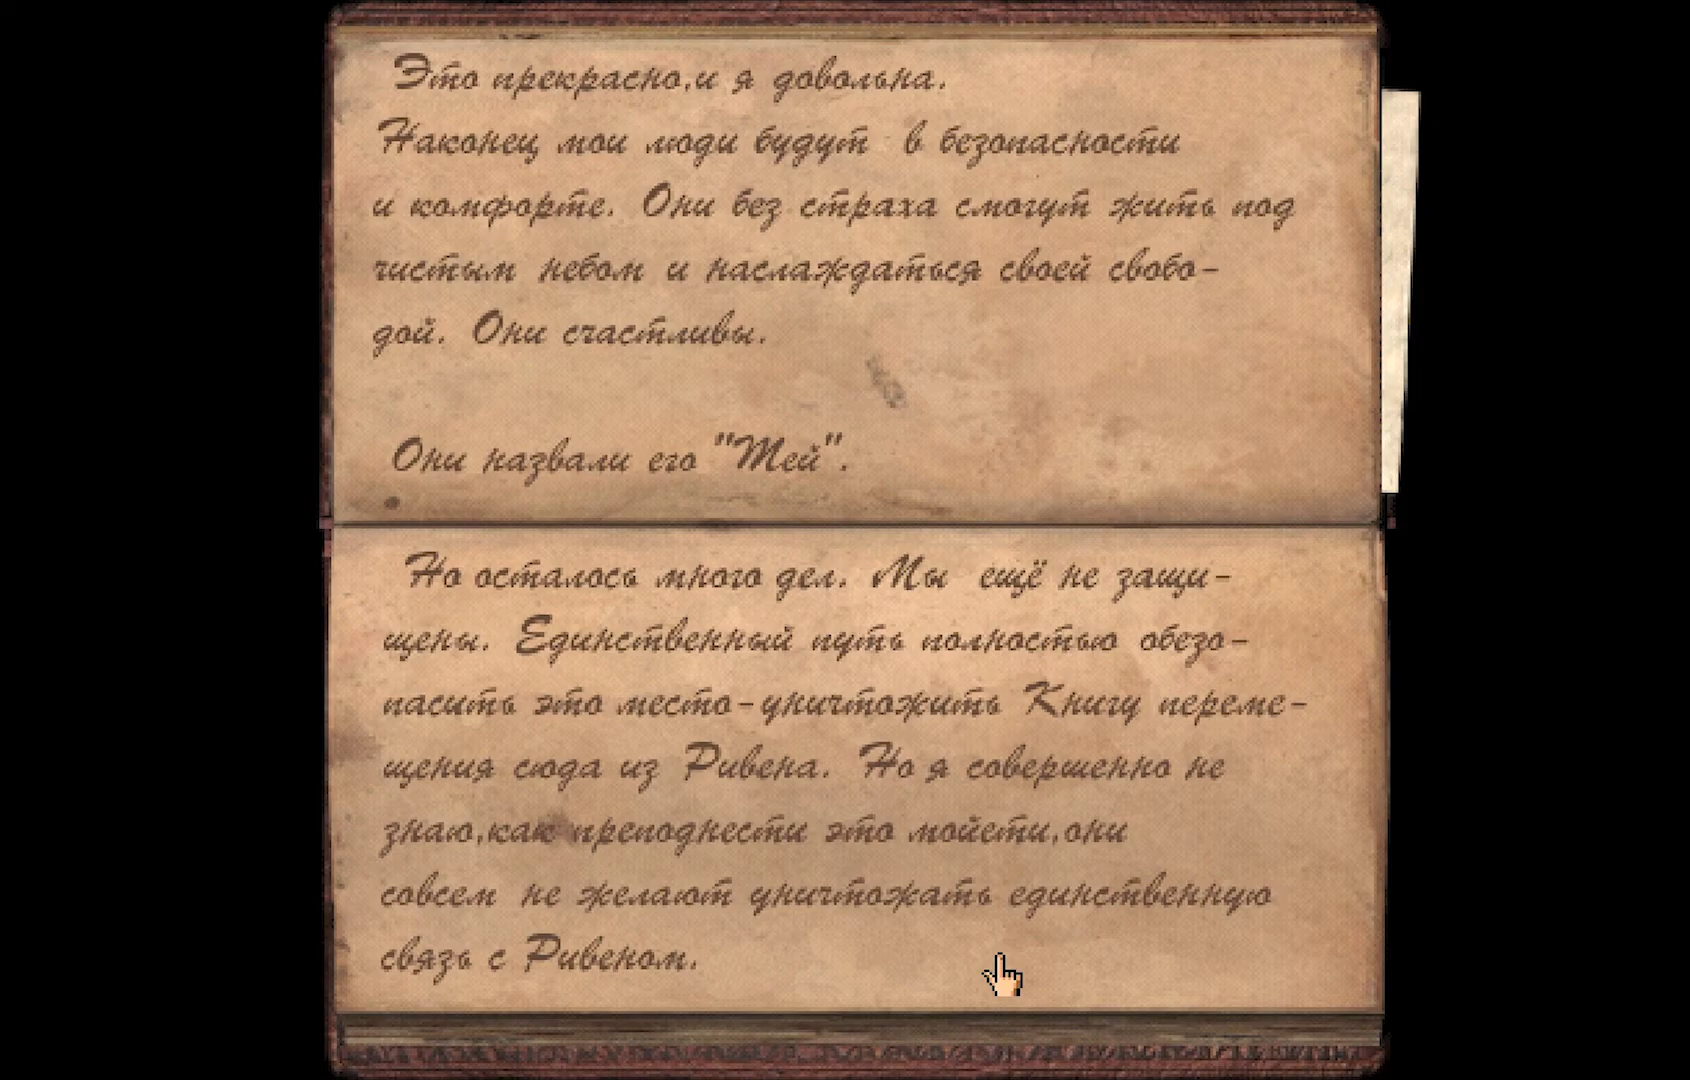 Это прекрасно,и я довольна.
Наконец мои люди будут в безопасности
и комфорте. Они без страха смогут жить под
чистым небом и наслаждаться своей свобо-
дой. Они счастливы.
Они назвали его "Тей".
Но осталось много дел. Мы ещё не защи-
щены. Единственный путь полностью обезо-
пасить это место-уничтожить Книгу переме-
щения сюда из Ривена. Но я совершенно не
знаю,как преподнести это мойети,они
совсем не желают уничтожать единственную
связь с Ривеном.